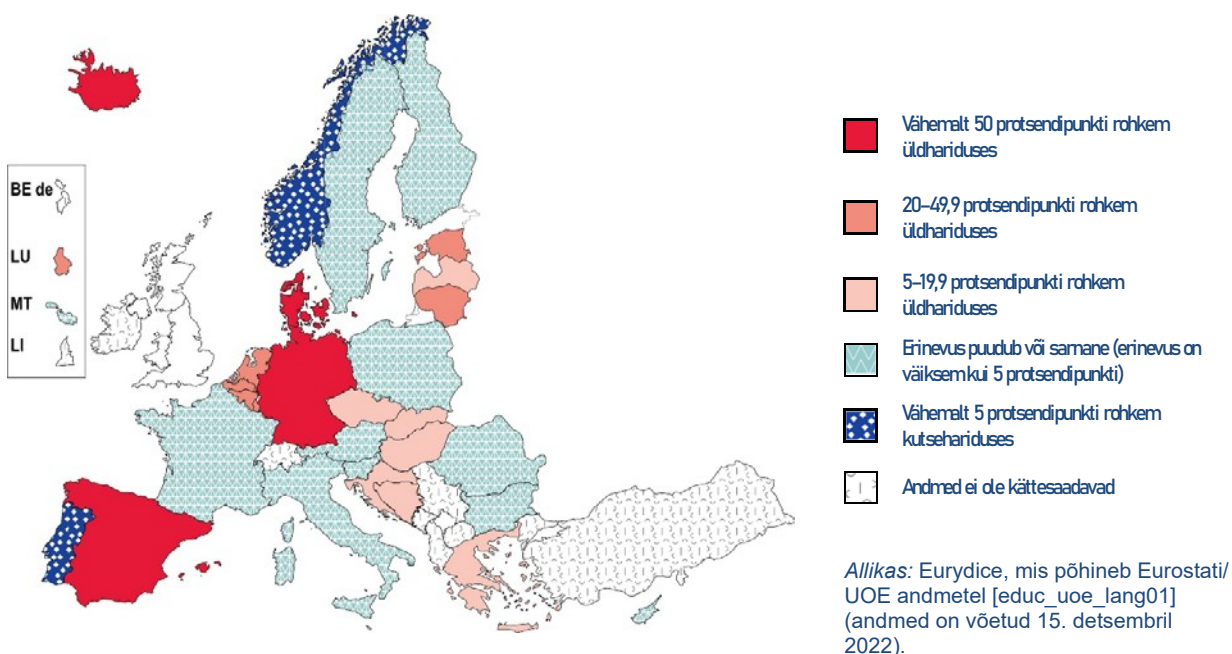 BE de
LU
MT
LI
Vähemalt 50 protsendipunkti rohkem
üldhariduses
20–49,9 protsendipunkti rohkem
üldhariduses
5–19,9 protsendipunkti rohkem
üldhariduses
Erinevus puudub või sarnane (erinevus on
väiksem kui 5 protsendipunkti)
Vähemalt 5 protsendipunkti rohkem
kutsehariduses
Andmed ei ole kättesaadavad
Allikas: Eurydice, mis põhineb Eurostati/
UOE andmetel [educ_uoe_lang01]
(andmed on võetud 15. detsembril
2022).